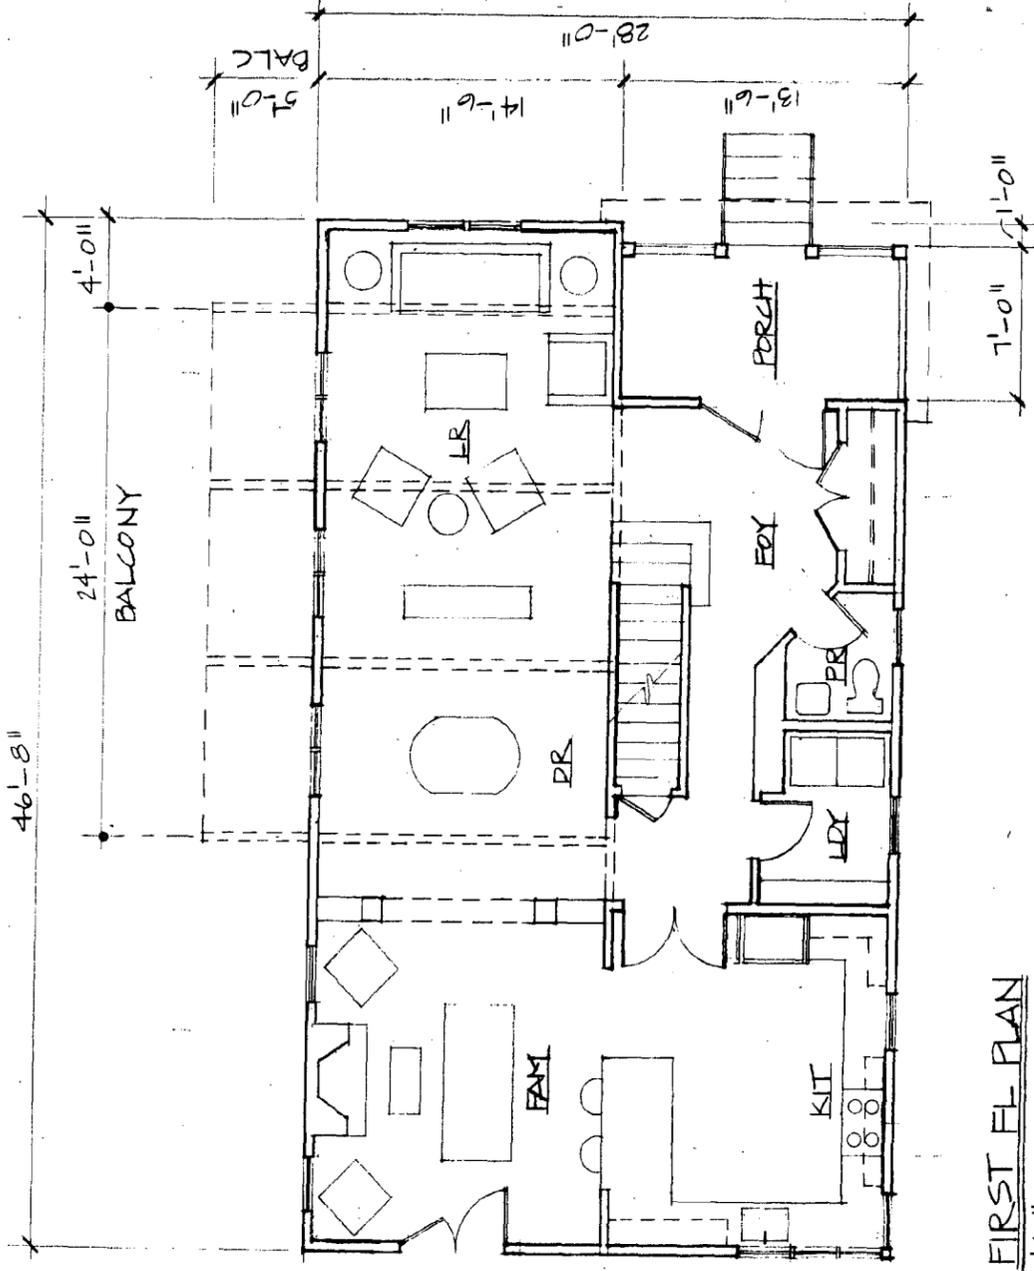 28'-0"
5'-0"
BALC
14'-6"
13'-6"
46'-8"
4'-0"
24'-0"
BALCONY
1'-0"
7'-0"
PORCH
LR
FOY
PR
DR
LDY
FAM
KIT
FIRST FL PLAN